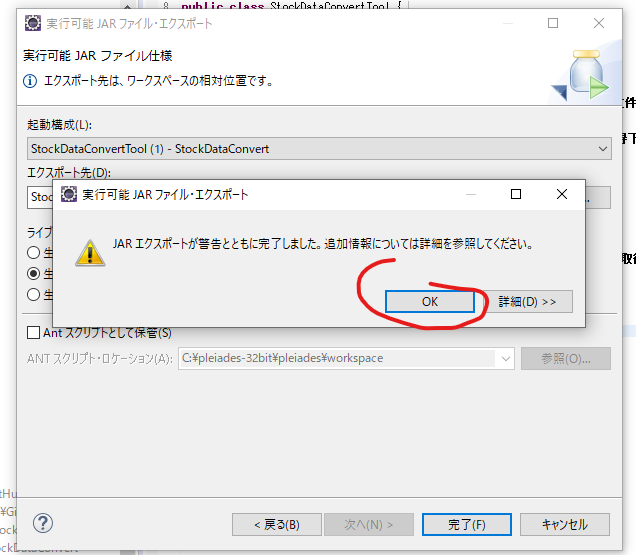 8 public class StockDataConvertTool {
実行可能 JAR ファイル・エクスポート
実行可能 JAR ファイル仕様
エクスポート先は、ワークスペースの相対位置です。
起動構成(L):
StockDataConvertTool (1) - StockDataConvert
エクスポート先(D):
Stoc
実行可能 JAR ファイル・エクスポート
ライブ
JAR エクスポートが警告とともに完了しました。追加情報については詳細を参照してください。
生
生
生
OK
詳細(D) >>
Ant スクリプトとして保管(S)
ANT スクリプト・ロケーション(A):
C:¥pleiades-32bit¥pleiades¥workspace
参照(O)...
< 戻る(B)
次へ(N) >
完了(F)
キャンセル